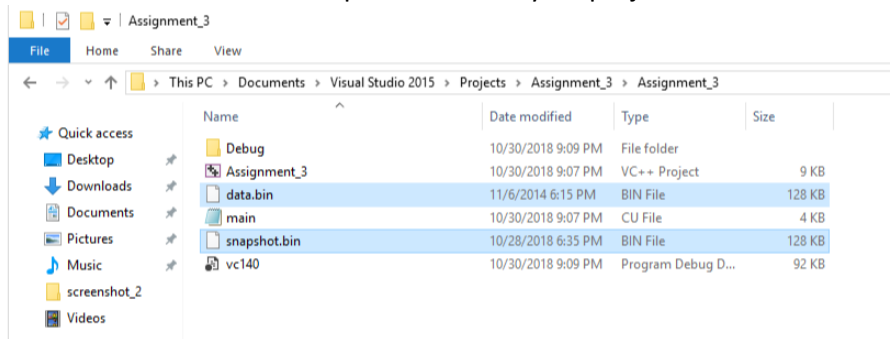 Assignment_3
File Home Share View
This PC > Documents > Visual Studio 2015 > Projects > Assignment_3 > Assignment_3
Name Date modified Type Size
Quick access
Desktop
Downloads
Documents
Pictures
Music
screenshot_2
Videos
Debug 10/30/2018 9:09 PM File folder
Assignment_3 10/30/2018 9:07 PM VC++ Project 9 KB
data.bin 11/6/2014 6:15 PM BIN File 128 KB
main 10/30/2018 9:07 PM CU File 4 KB
snapshot.bin 10/28/2018 6:35 PM BIN File 128 KB
vc140 10/30/2018 9:09 PM Program Debug D... 92 KB